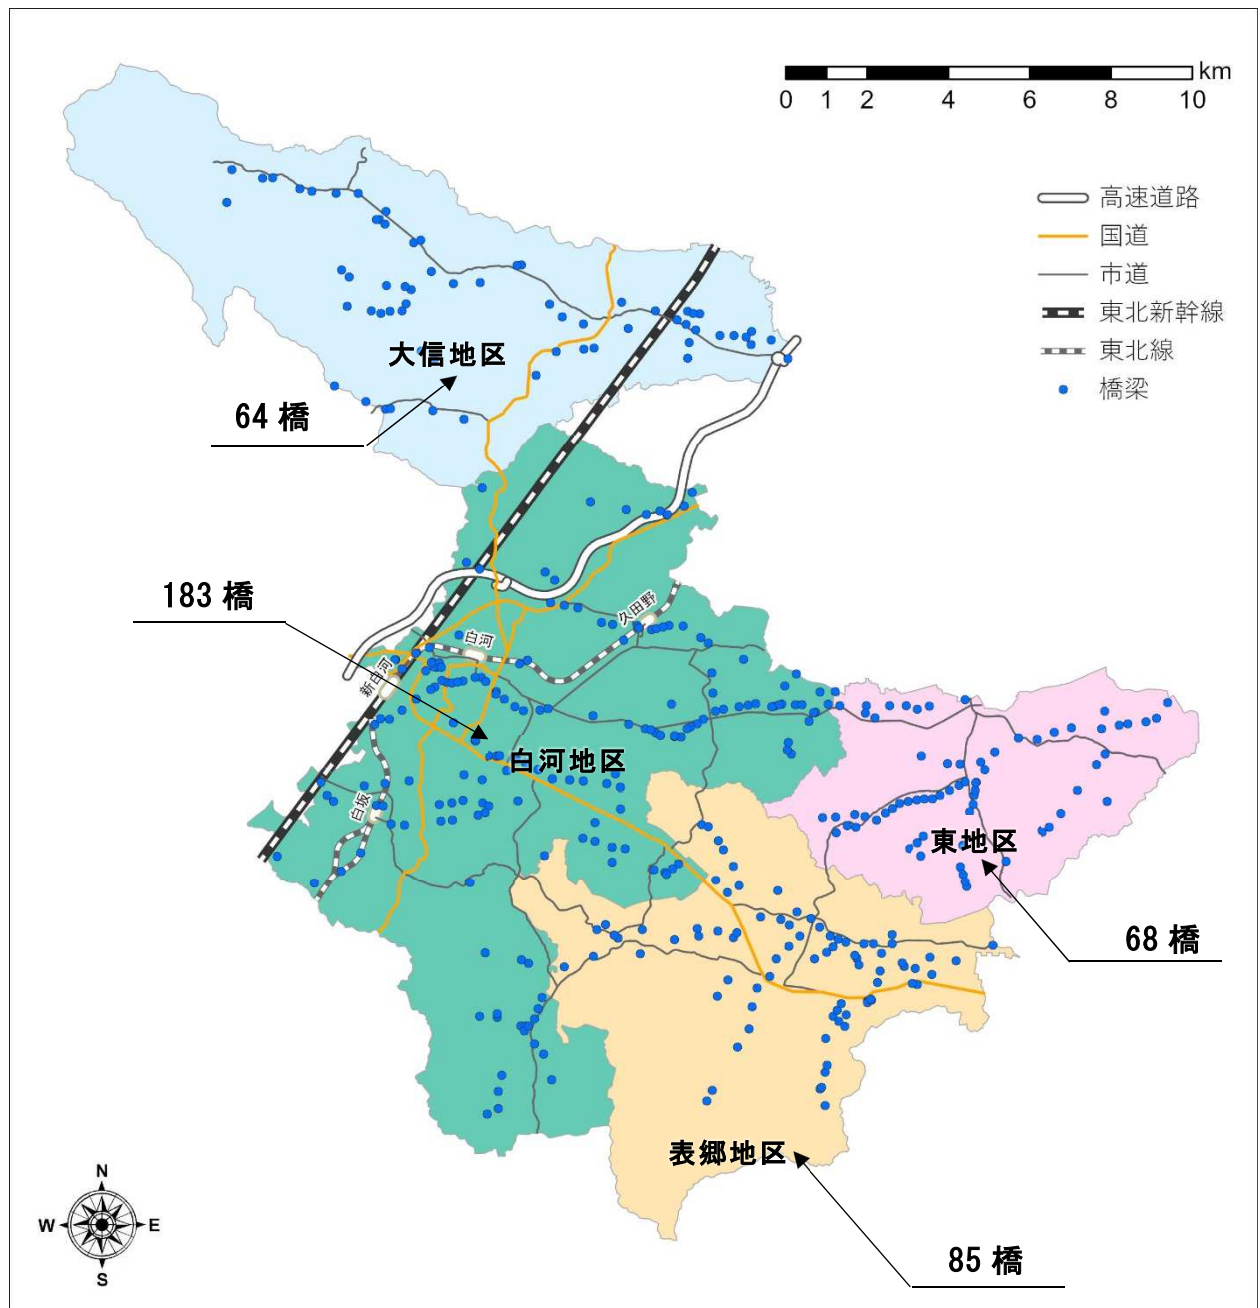 km
0 1 2 4 6 8 10
高速道路
国道
市道
東北新幹線
東北線
橋梁
大信地区
64 橋
183 橋
久田野
白河
新白河
白河地区
白坂
東地区
68 橋
表郷地区
85 橋
N
W E
S